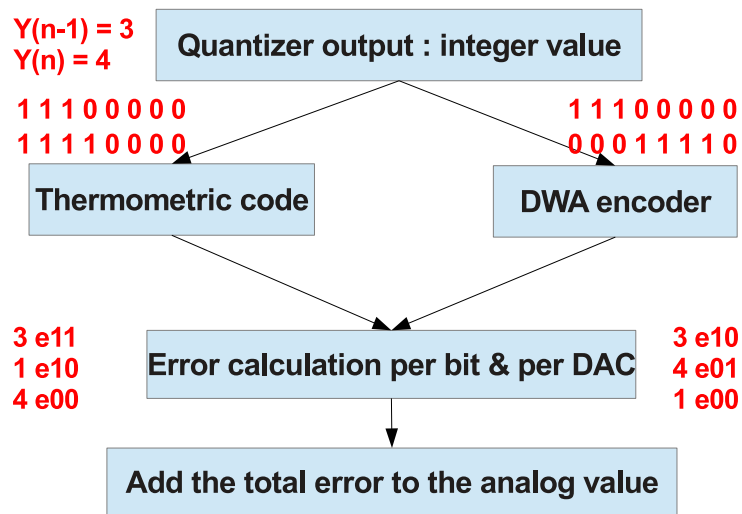 Y(n-1) = 3
Y(n) = 4
Quantizer output : integer value
1 1 1 0 0 0 0 0
1 1 1 1 0 0 0 0
1 1 1 0 0 0 0 0
0 0 0 1 1 1 1 0
Thermometric code
DWA encoder
3 e11
1 e10
4 e00
Error calculation per bit & per DAC
3 e10
4 e01
1 e00
Add the total error to the analog value